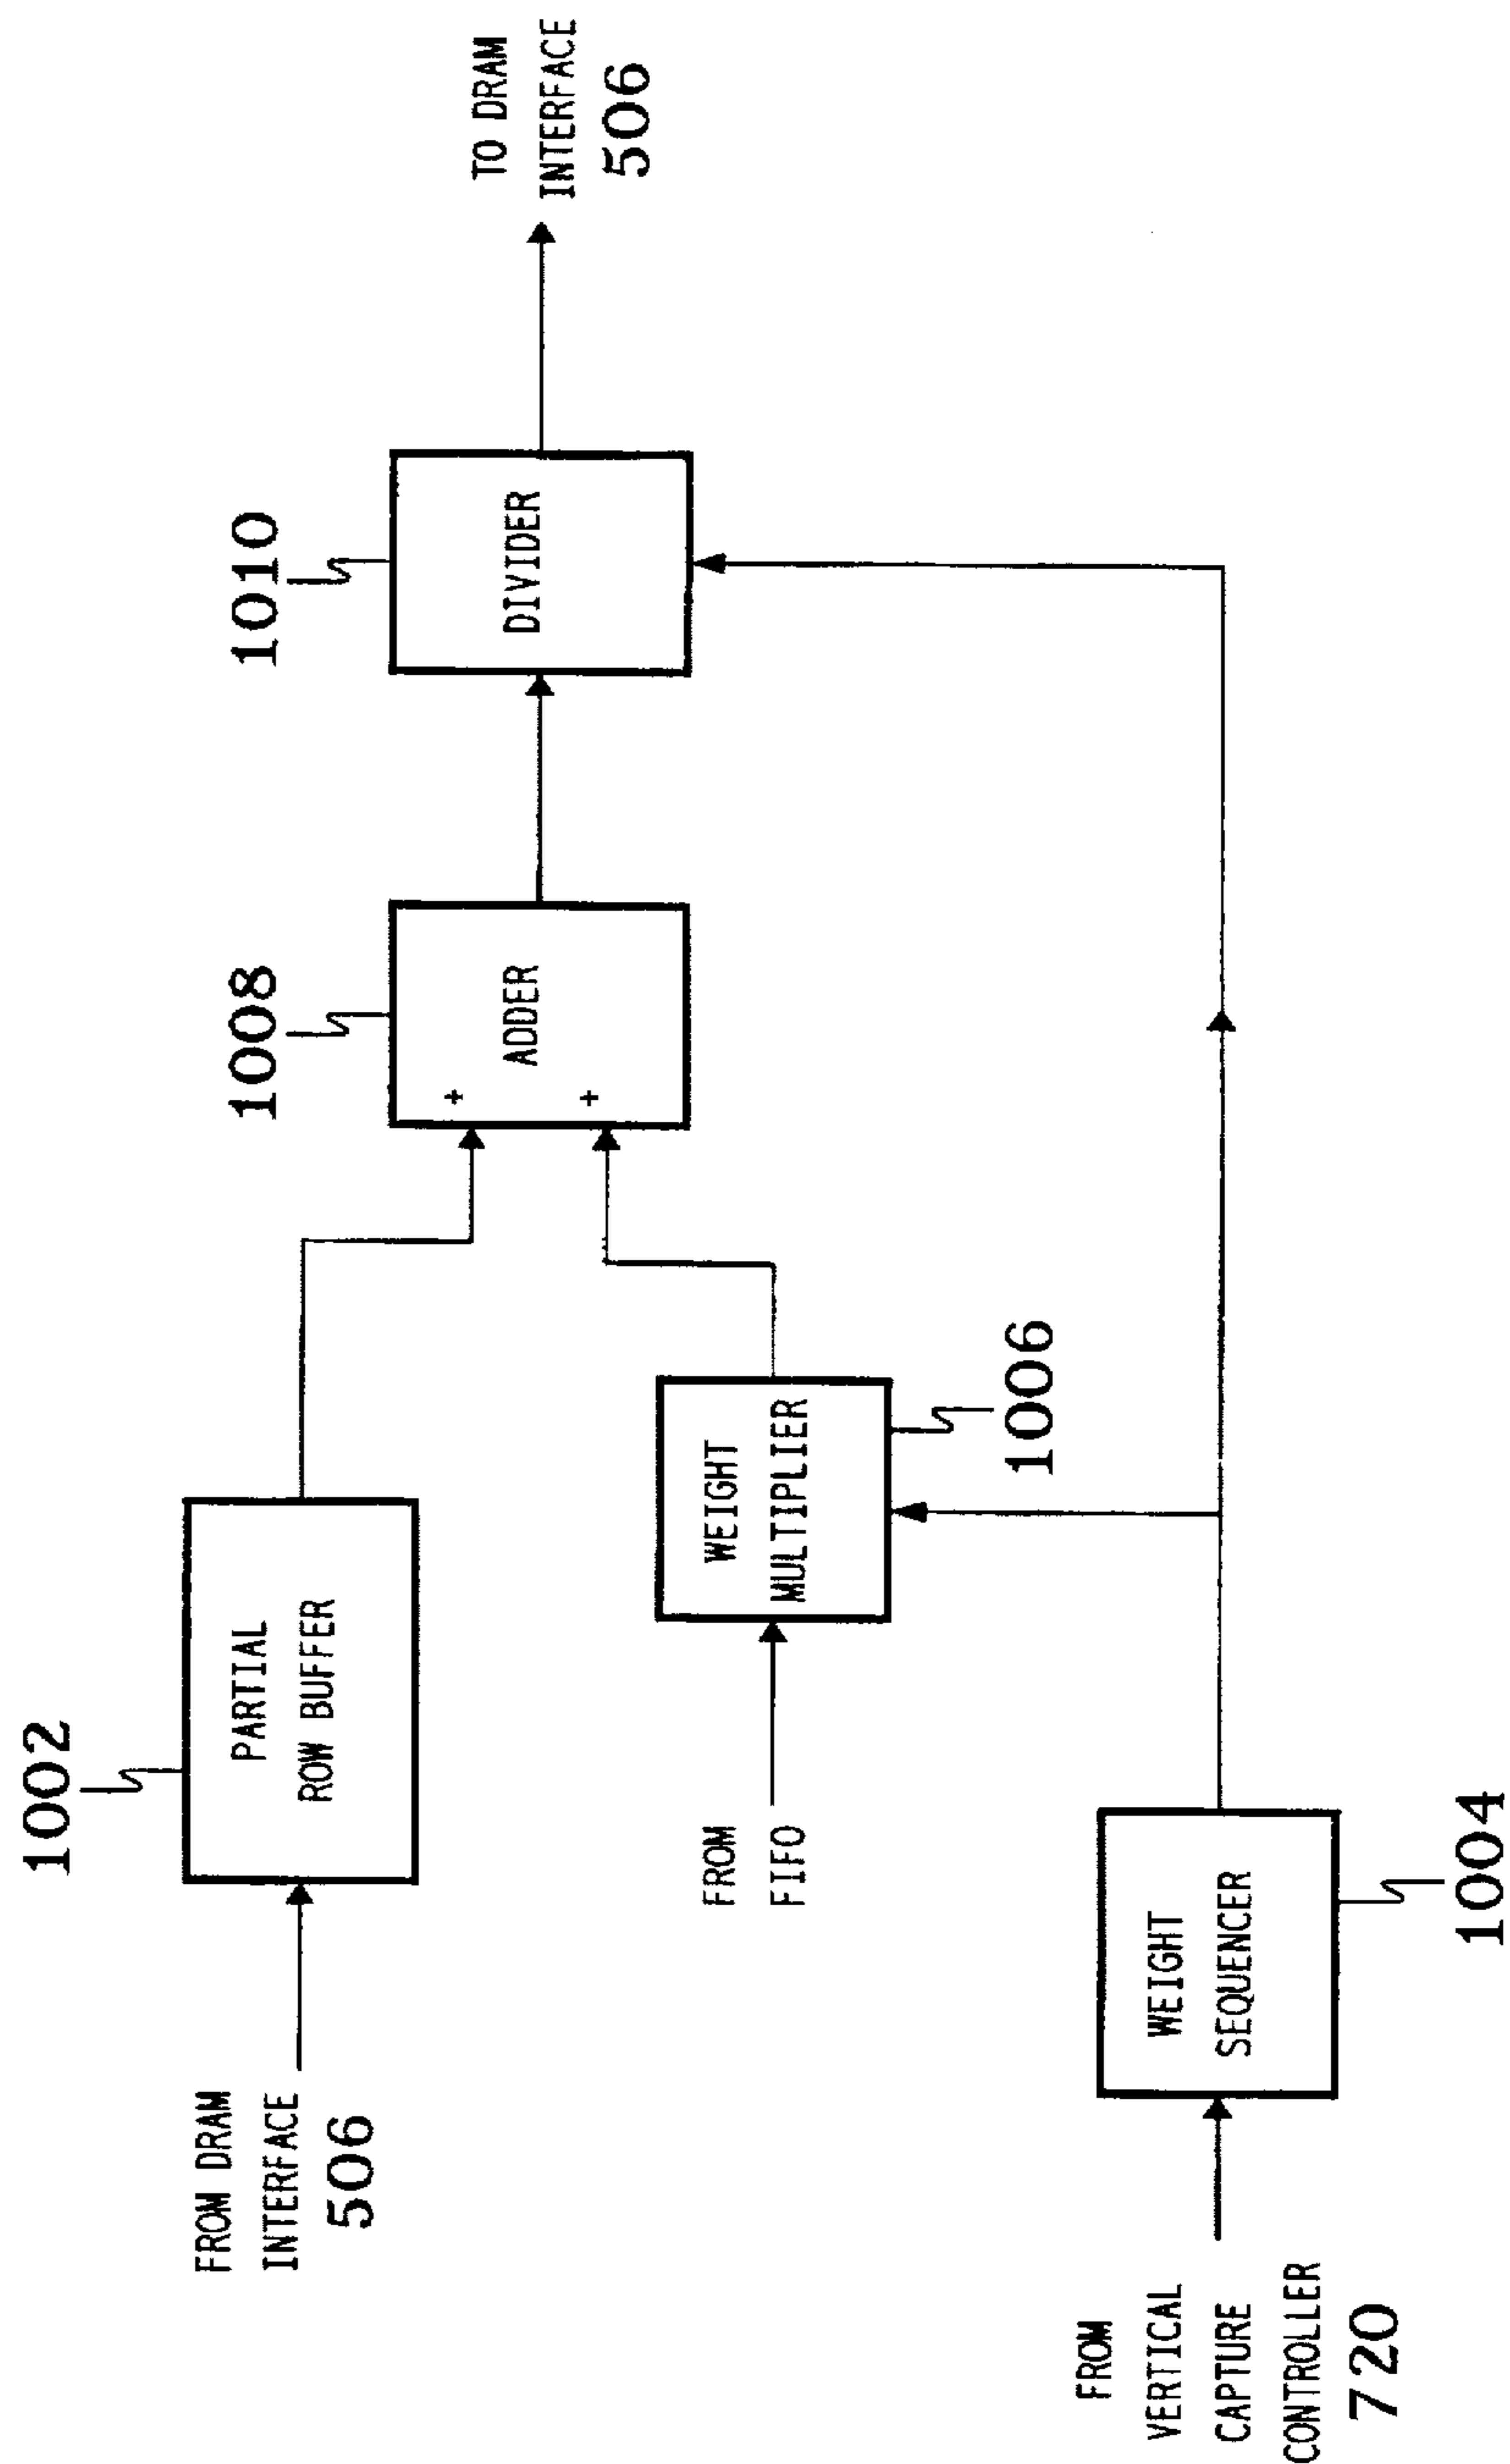 1002
PARTIAL
ROW BUFFER
FROM DRAM
INTERFACE
506
1008
+
+
ADDER
1010
DIVIDER
TO DRAM
INTERFACE
506
FROM
FIFO
WEIGHT
MULTIPLIER
1006
FROM
VERTICAL
CAPTURE
CONTROLLER
720
WEIGHT
SEQUENCER
1004